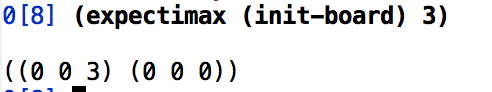 0[8] (expectimax (init-board) 3)
((0 0 3) (0 0 0))